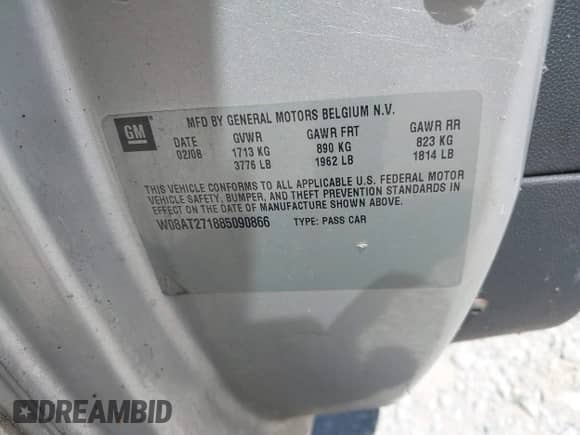 MFD BY GENERAL MOTORS BELGIUM N.V.
GM
DATE GVWR GAWR FRT GAWR RR
02/08 1713 KG 890 KG 823 KG
3776 LB 1962 LB 1814 LB
THIS VEHICLE CONFORMS TO ALL APPLICABLE U.S. FEDERAL MOTOR
VEHICLE SAFETY, BUMPER, AND THEFT PREVENTION STANDARDS IN
EFFECT ON THE DATE OF MANUFACTURE SHOWN ABOVE.
W08AT271885090866 TYPE: PASS CAR
DREAMBID